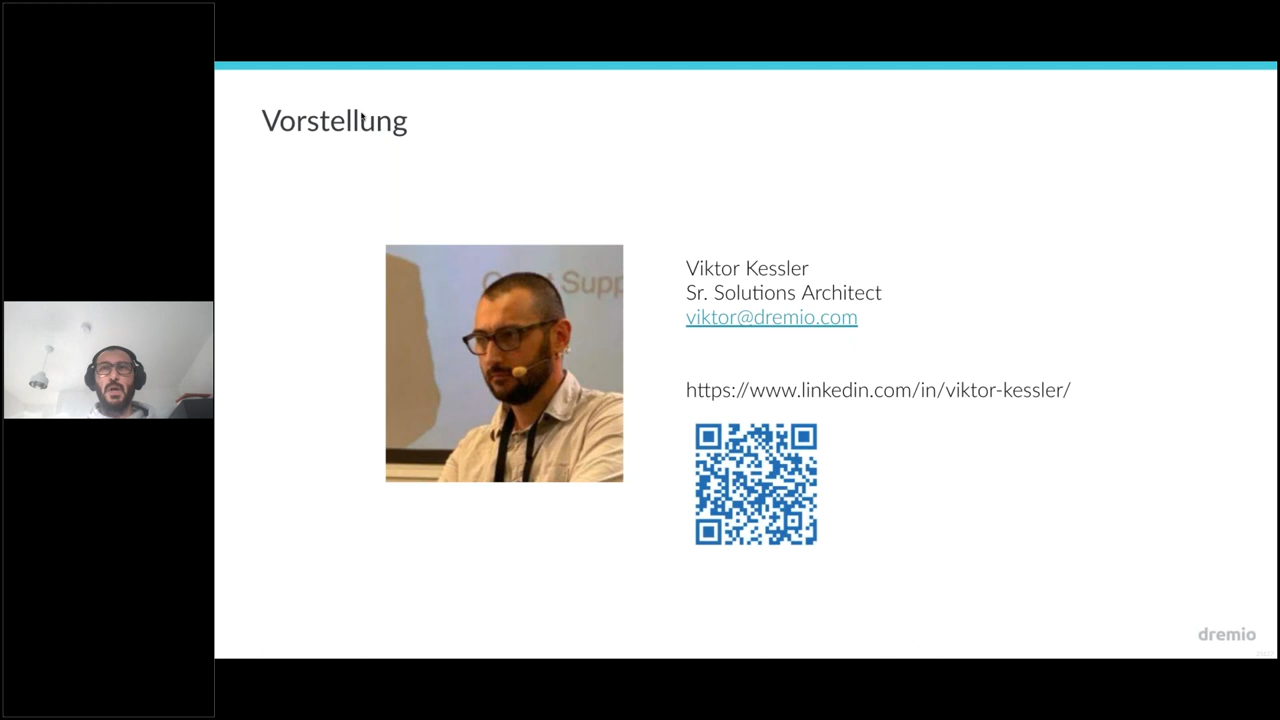 Vorstellung
Viktor Kessler
Sr. Solutions Architect
viktor@dremio.com
https://www.linkedin.com/in/viktor-kessler/
dremio